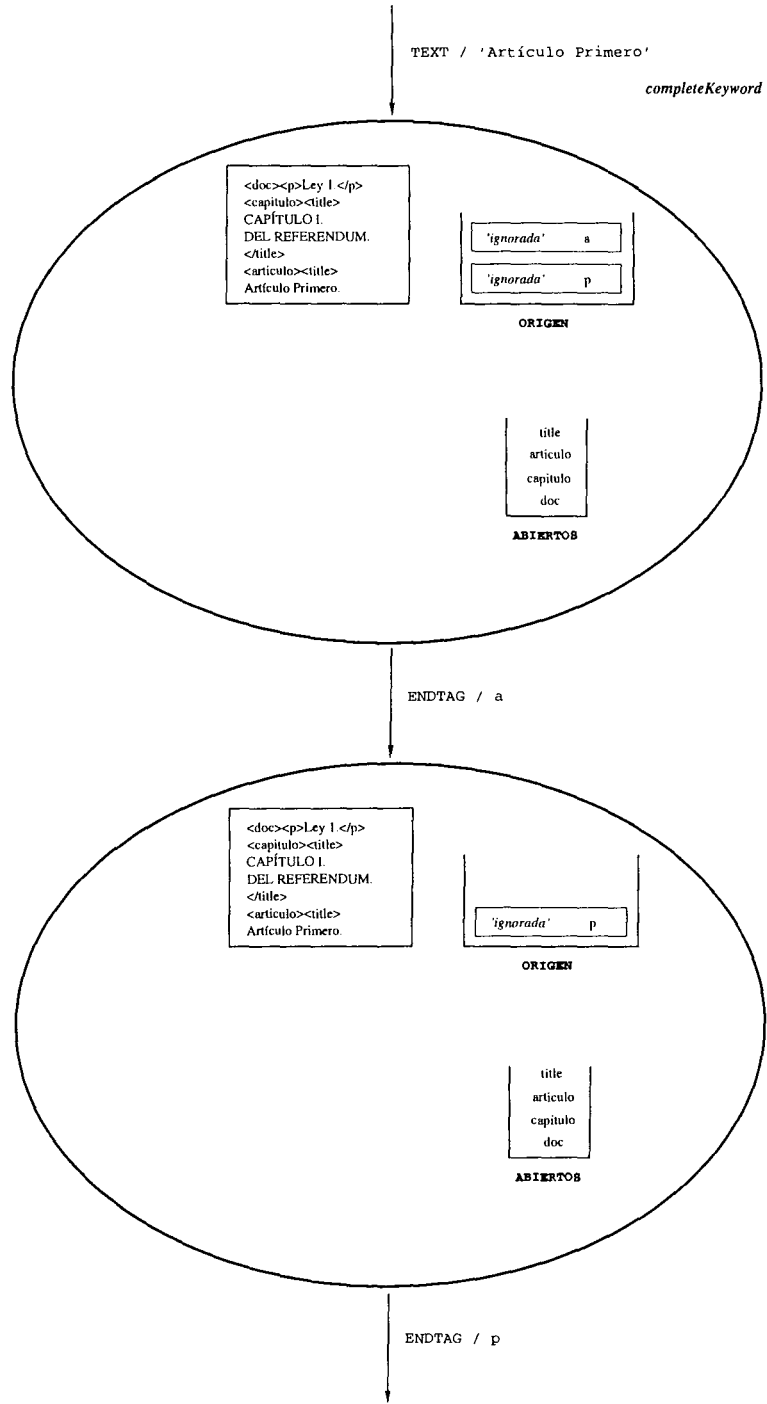 TEXT / 'Artículo Primero'
completeKeyword
<doc><p>Ley 1.</p>
<capitulo><title>
CAPÍTULO I.
DEL REFERENDUM.
</title>
<articulo><title>
Artículo Primero.
'ignorada' a
'ignorada' p
ORIGEN
title
articulo
capitulo
doc
ABIERTOS
ENDTAG / a
<doc><p>Ley 1.</p>
<capitulo><title>
CAPÍTULO I.
DEL REFERENDUM.
</title>
<articulo><title>
Artículo Primero.
'ignorada' p
ORIGEN
title
articulo
capitulo
doc
ABIERTOS
ENDTAG / p